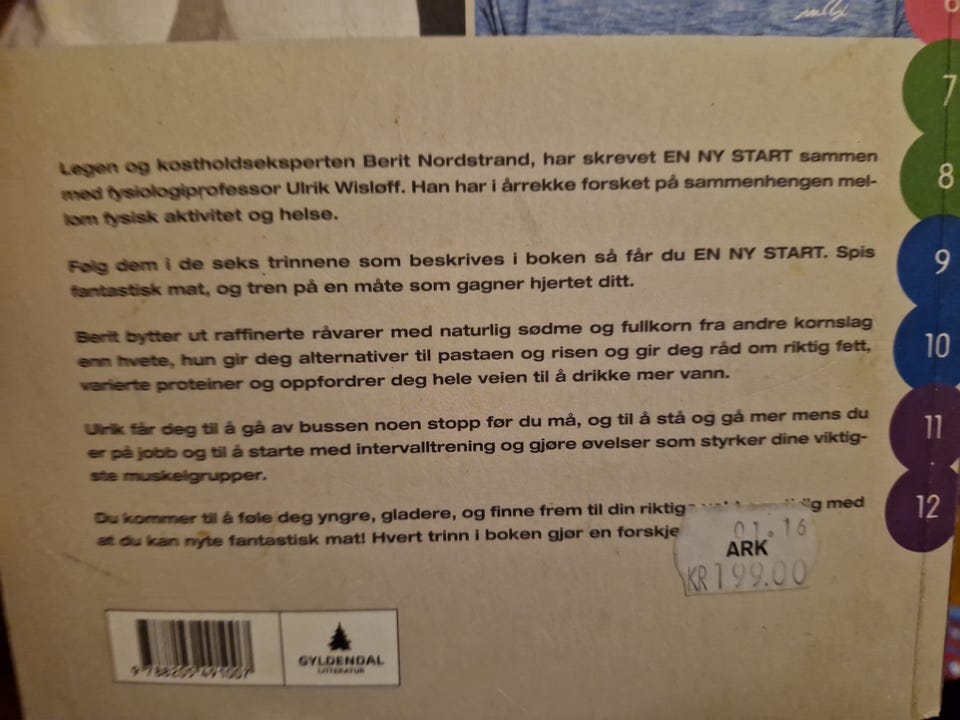 6
7
8
9
10
11
12
Legen og kostholdseksperten Berit Nordstrand, har skrevet EN NY START sammen
med fysiologiprofessor Ulrik Wisløff. Han har i årrekke forsket på sammenhengen mel-
lom fysisk aktivitet og helse.
Følg dem i de seks trinnene som beskrives i boken så får du EN NY START. Spis
fantastisk mat, og tren på en måte som gagner hjertet ditt.
Berit bytter ut raffinerte råvarer med naturlig sødme og fullkorn fra andre kornslag
enn hvete, hun gir deg alternativer til pastaen og risen og gir deg råd om riktig fett,
varierte proteiner og oppfordrer deg hele veien til å drikke mer vann.
Ulrik får deg til å gå av bussen noen stopp før du må, og til å stå og gå mer mens du
er på jobb og til å starte med intervalltrening og gjøre øvelser som styrker dine viktig-
ste muskelgrupper.
Du kommer til å føle deg yngre, gladere, og finne frem til din med
at du kan nyte fantastisk mat! Hvert trinn i boken gjør en
01.16
ARK
KR199.00
9 788205 491007
GYLDENDAL
LITTERATUR